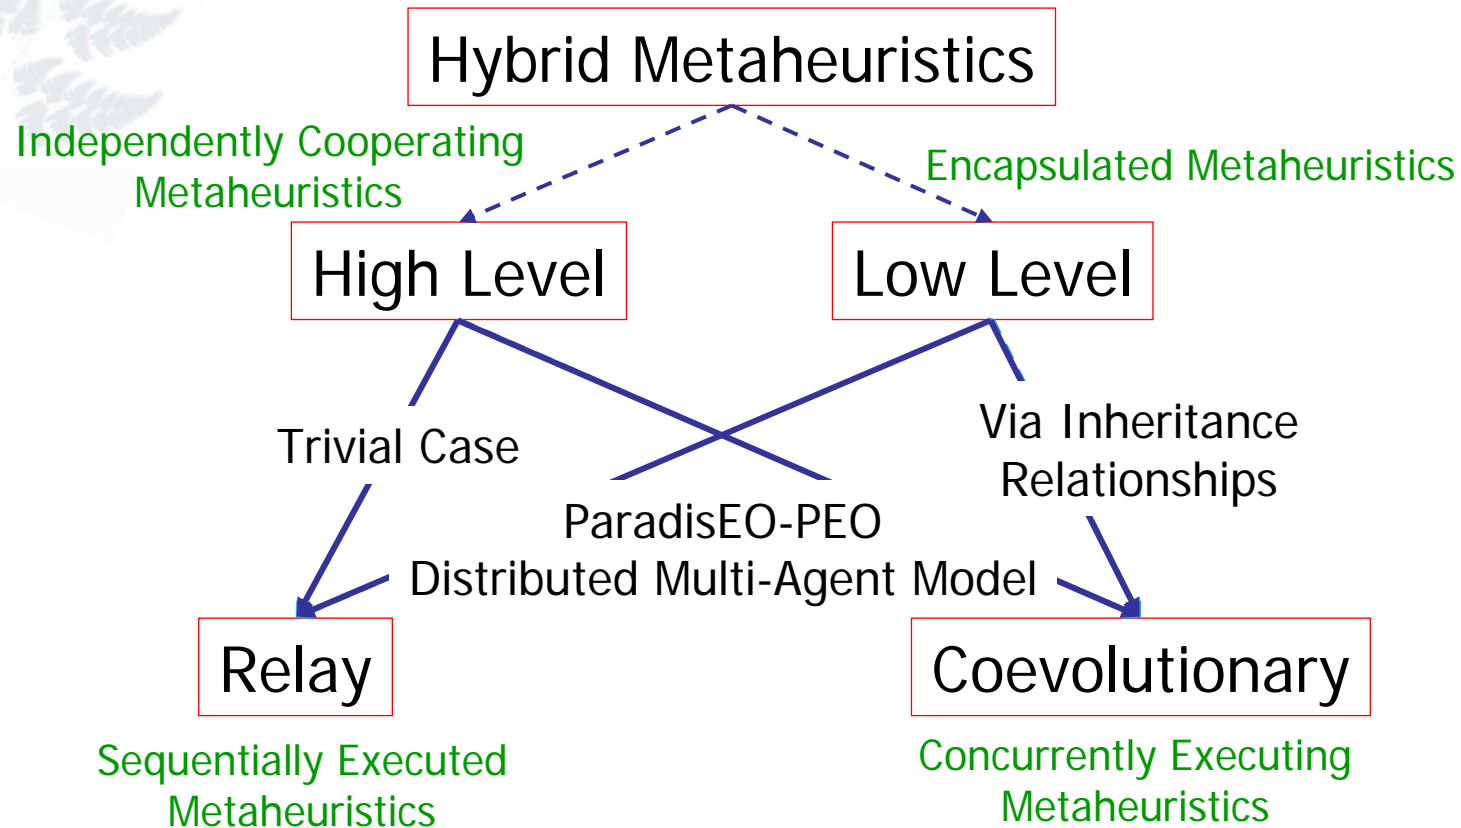 Hybrid Metaheuristics
Independently Cooperating
Metaheuristics
Encapsulated Metaheuristics
High Level
Low Level
Trivial Case
Via Inheritance
Relationships
ParadisEO-PEO
Distributed Multi-Agent Model
Relay
Coevolutionary
Sequentially Executed
Metaheuristics
Concurrently Executing
Metaheuristics